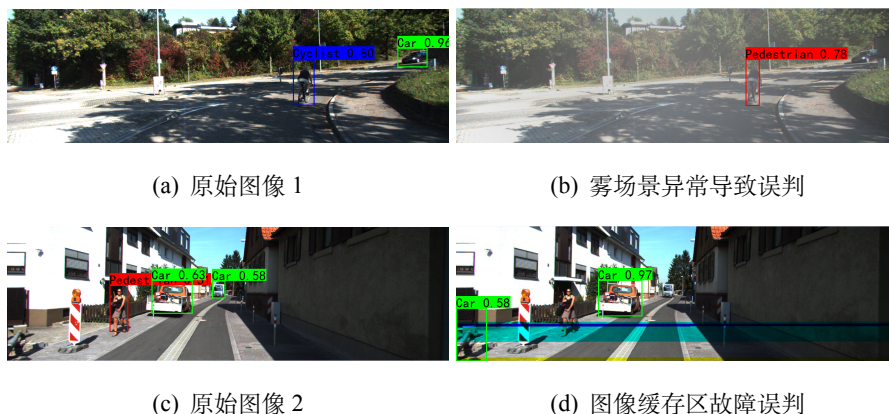 Cyclist 0.80
Car 0.96
Pedestrian 0.78
(a) 原始图像 1
(b) 雾场景异常导致误判
Car 0.63
Car 0.58
Car 0.97
Car 0.58
(c) 原始图像 2
(d) 图像缓存区故障误判